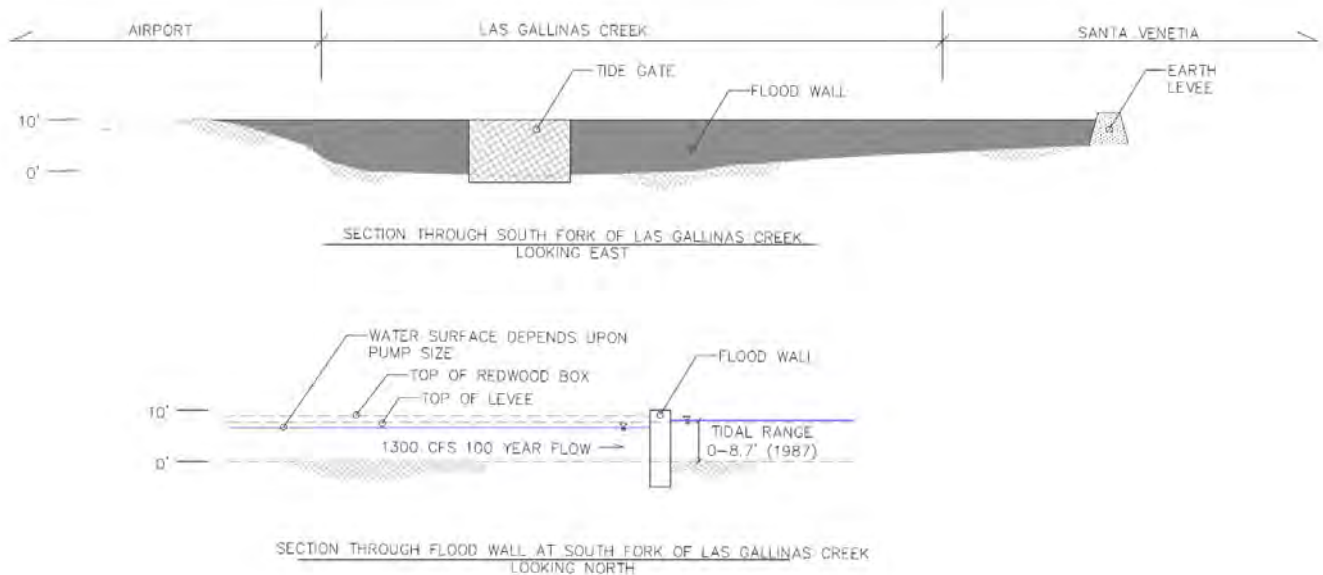 AIRPORT
LAS GALLINAS CREEK
SANTA VENETIA
TIDE GATE
FLOOD WALL
EARTH
LEVEE
10'
0'
SECTION THROUGH SOUTH FORK OF LAS GALLINAS CREEK
LOOKING EAST
WATER SURFACE DEPENDS UPON
PUMP SIZE
TOP OF REDWOOD BOX
TOP OF LEVEE
FLOOD WALL
10'
1300 CFS 100 YEAR FLOW
TIDAL RANGE
0-8.7' (1987)
0'
SECTION THROUGH FLOOD WALL AT SOUTH FORK OF LAS GALLINAS CREEK
LOOKING NORTH